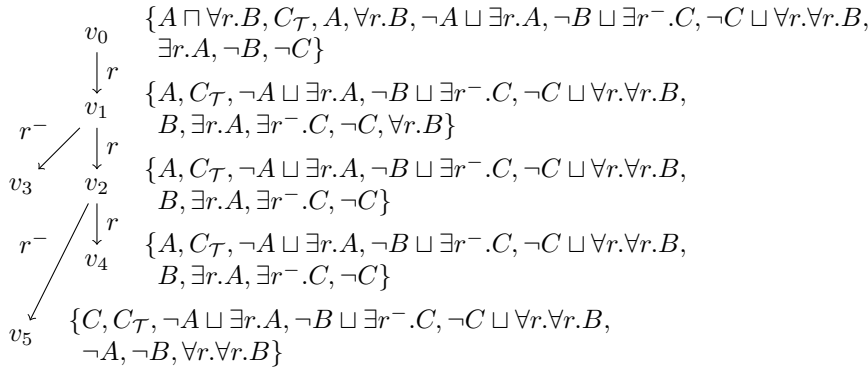 v₀ {A ⊓ ∀r.B, C_𝒯, A, ∀r.B, ¬A ⊔ ∃r.A, ¬B ⊔ ∃r⁻.C, ¬C ⊔ ∀r.∀r.B,
∃r.A, ¬B, ¬C}
r
v₁ {A, C_𝒯, ¬A ⊔ ∃r.A, ¬B ⊔ ∃r⁻.C, ¬C ⊔ ∀r.∀r.B,
B, ∃r.A, ∃r⁻.C, ¬C, ∀r.B}
r⁻ r
v₃ v₂ {A, C_𝒯, ¬A ⊔ ∃r.A, ¬B ⊔ ∃r⁻.C, ¬C ⊔ ∀r.∀r.B,
B, ∃r.A, ∃r⁻.C, ¬C}
r⁻ r
v₄ {A, C_𝒯, ¬A ⊔ ∃r.A, ¬B ⊔ ∃r⁻.C, ¬C ⊔ ∀r.∀r.B,
B, ∃r.A, ∃r⁻.C, ¬C}
v₅ {C, C_𝒯, ¬A ⊔ ∃r.A, ¬B ⊔ ∃r⁻.C, ¬C ⊔ ∀r.∀r.B,
¬A, ¬B, ∀r.∀r.B}